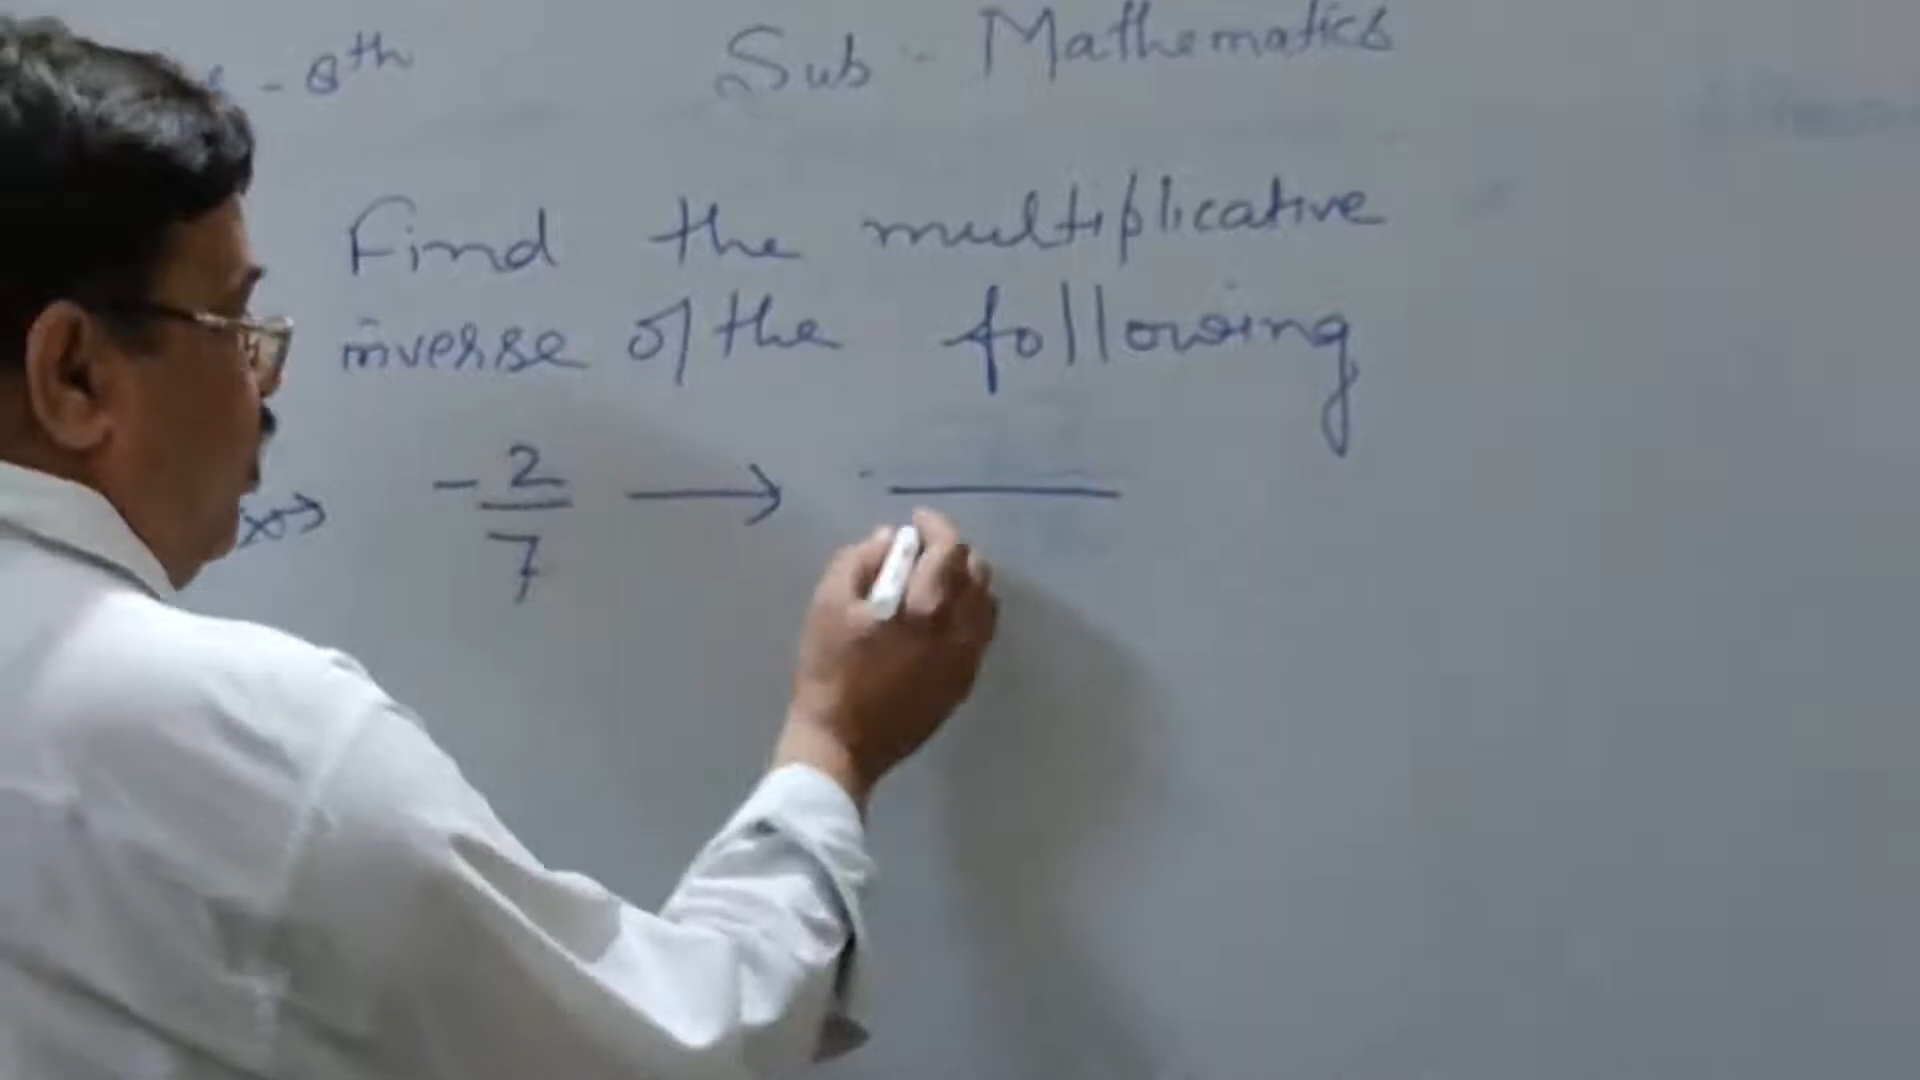 - 8th Sub - Mathematics
Find the multiplicative
inverse of the following
-2/7 → -